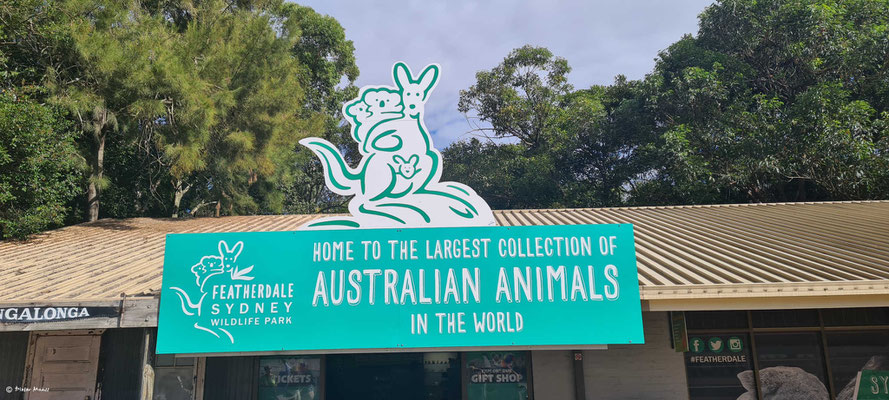 HOME TO THE LARGEST COLLECTION OF
AUSTRALIAN ANIMALS
IN THE WORLD
FEATHERDALE
SYDNEY
WILDLIFE PARK
NGALONGA
TICKETS
GIFT SHOP
#FEATHERDALE
SY